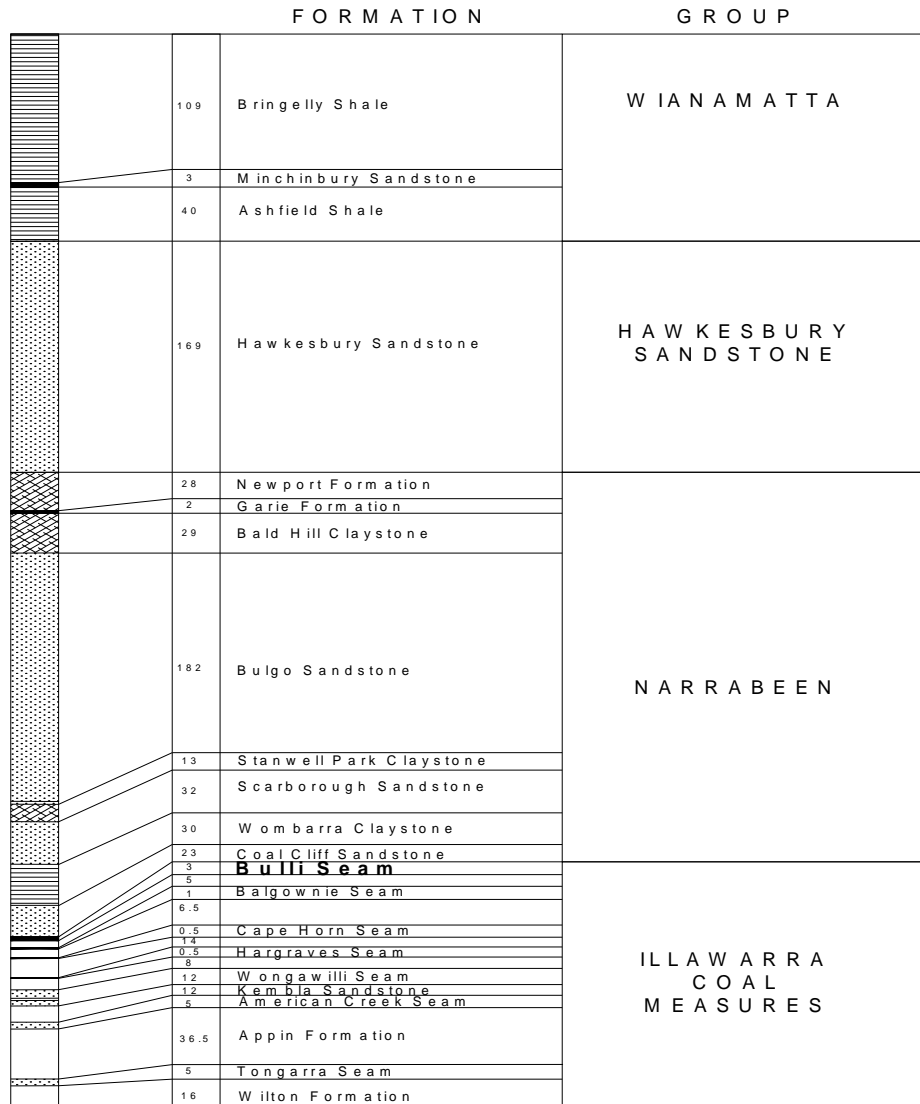 FORMATION GROUP
109 Bringelly Shale
WIANAMATTA
3 Minchinbury Sandstone
40 Ashfield Shale
169 Hawkesbury Sandstone
HAWKESBURY
SANDSTONE
28 Newport Formation
2 Garie Formation
29 Bald Hill Claystone
182 Bulgo Sandstone
NARRABEEN
13 Stanwell Park Claystone
32 Scarborough Sandstone
30 Wombarra Claystone
23 Coal Cliff Sandstone
3 Bulli Seam
5
1 Balgownie Seam
6.5
0.5 Cape Horn Seam
14
0.5 Hargraves Seam
8
12 Wongawilli Seam
12 Kembla Sandstone
5 American Creek Seam
ILLAWARRA
COAL
MEASURES
36.5 Appin Formation
5 Tongarra Seam
16 Wilton Formation